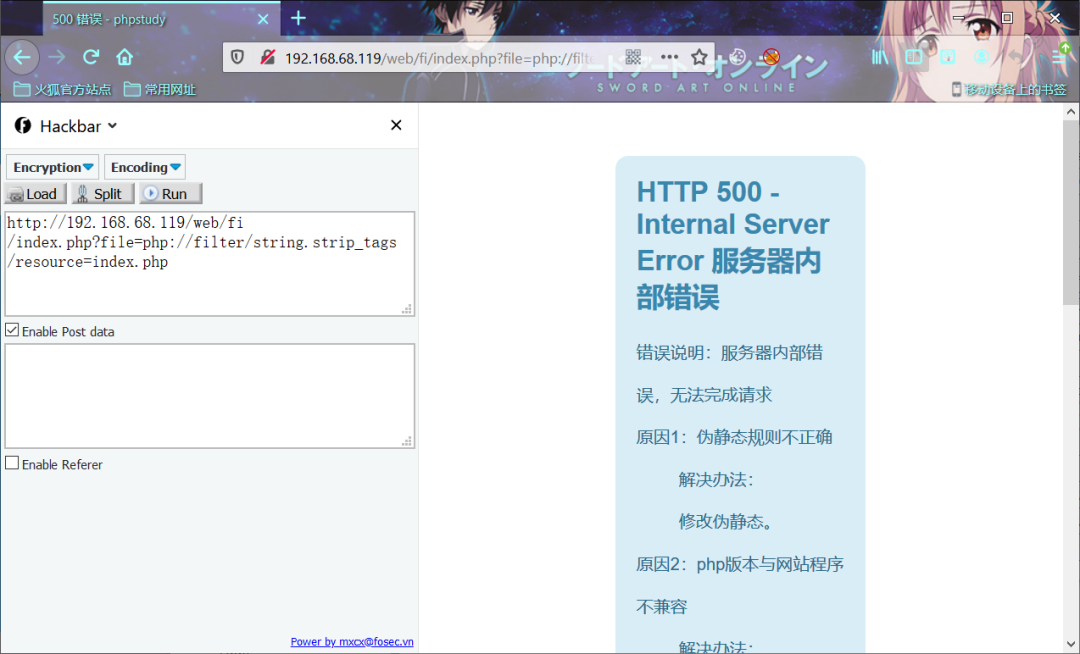 500 错误 - phpstudy
192.168.68.119/web/fi/index.php?file=php://filt
火狐官方站点 常用网址
SWORD ART ONLINE
移动设备上的书签
Hackbar
Encryption Encoding
Load Split Run
http://192.168.68.119/web/fi
/index.php?file=php://filter/string.strip_tags
/resource=index.php
Enable Post data
Enable Referer
Power by mxcx@fosec.vn
HTTP 500 -
Internal Server
Error 服务器内
部错误
错误说明：服务器内部错
误，无法完成请求
原因1：伪静态规则不正确
解决办法：
修改伪静态。
原因2：php版本与网站程序
不兼容
解决办法：